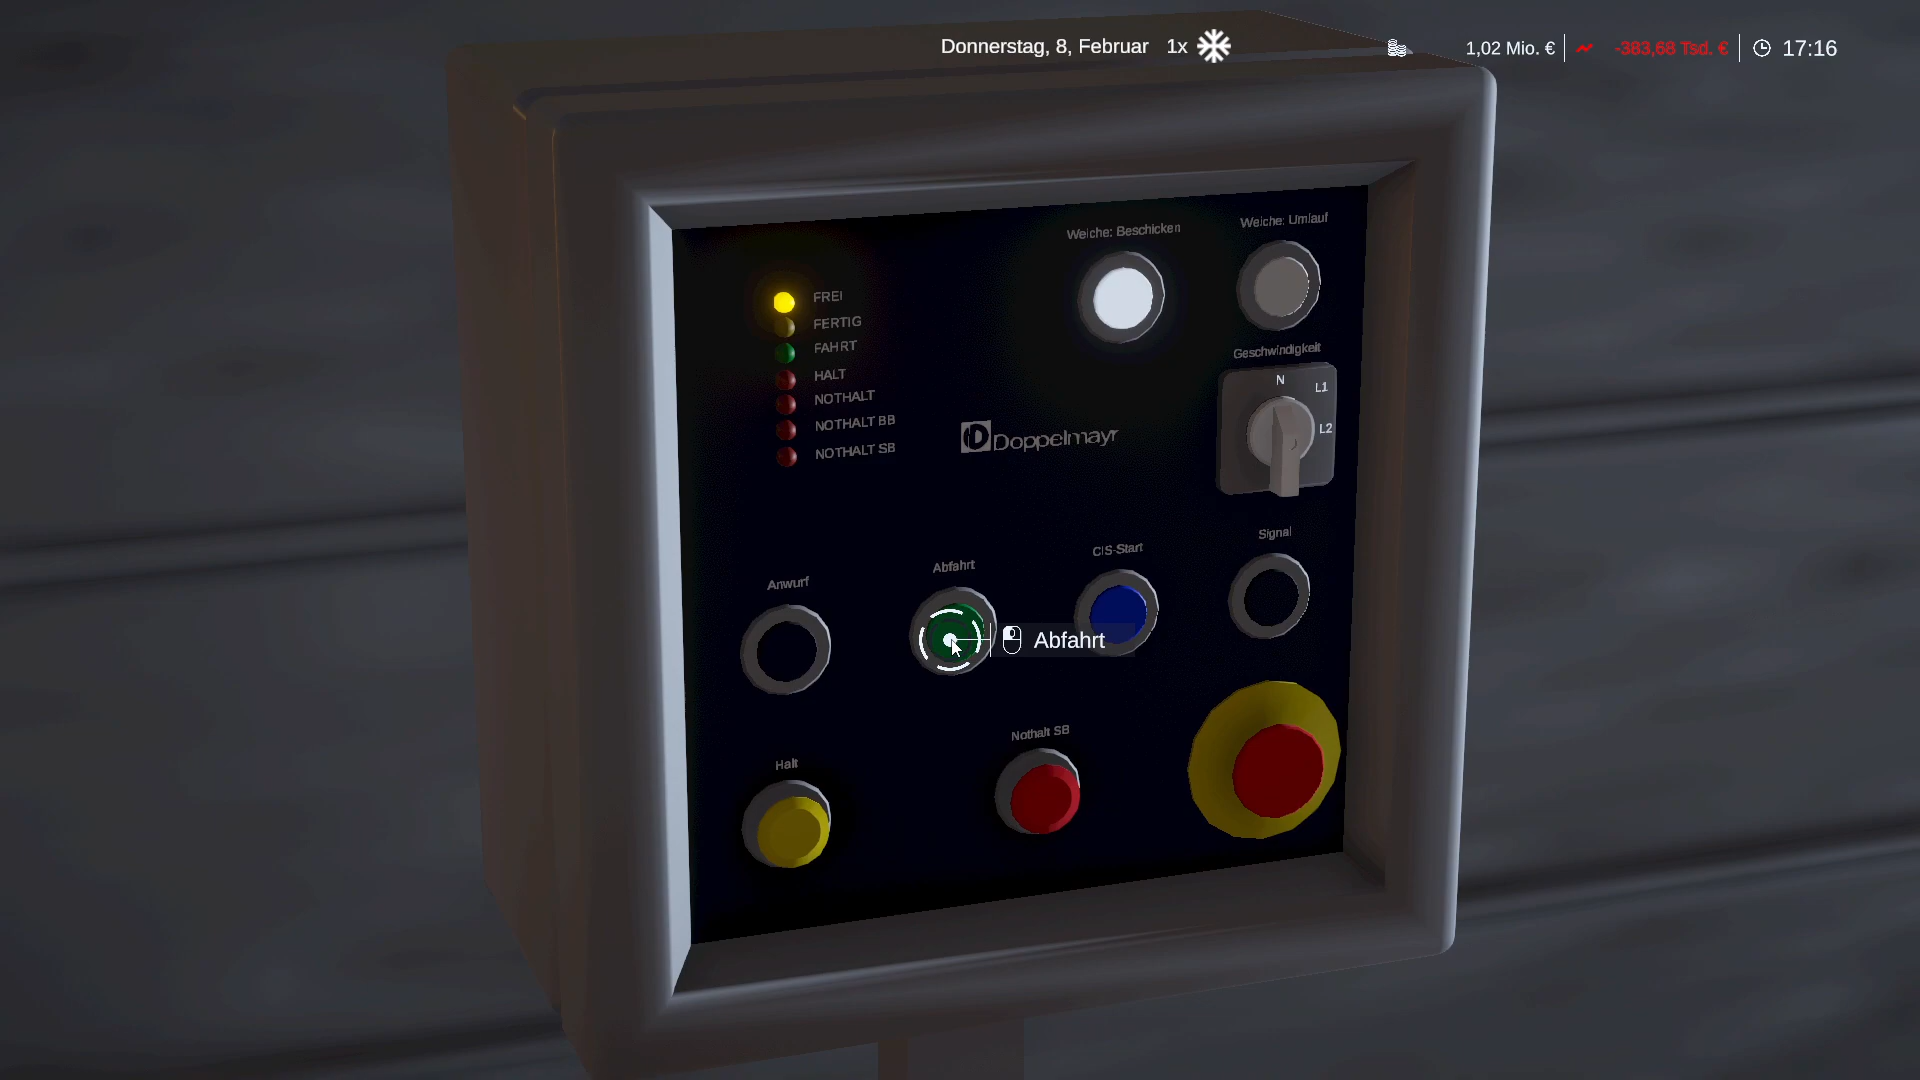 Donnerstag, 8, Februar 1x
1,02 Mio. €
-383,68 Tsd. €
17:16
Weiche: Beschicken
Weiche: Umlauf
FREI
FERTIG
FAHRT
HALT
NOTHALT
NOTHALT BB
NOTHALT SB
Geschwindigkeit
N
L1
L2
Doppelmayr
Anwurf
Abfahrt
CIS-Start
Signal
Abfahrt
Halt
Nothalt SB